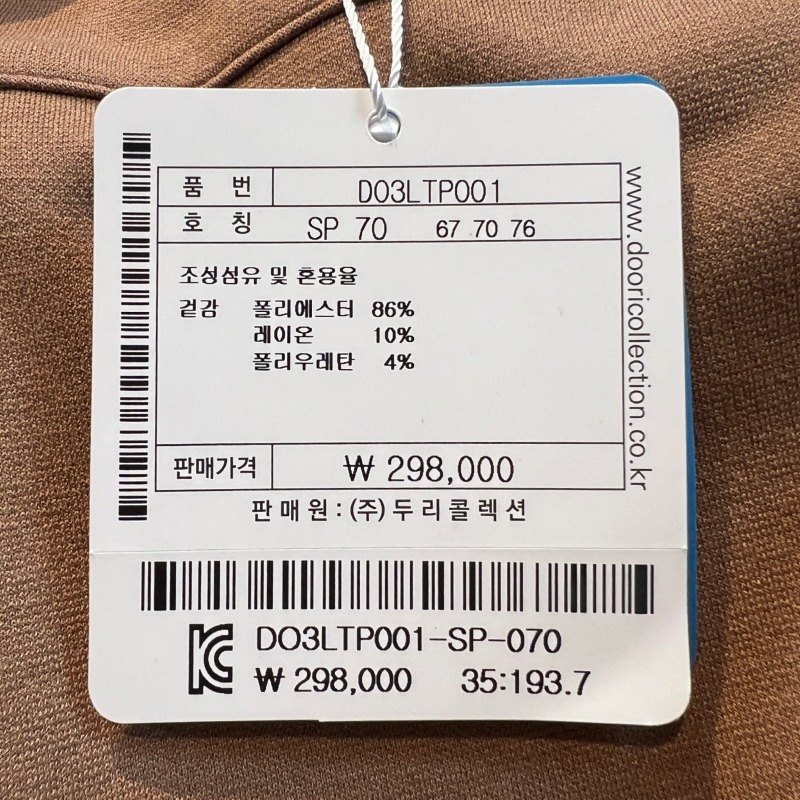 품 번 DO3LTP001
호 칭 SP 70 67 70 76
조성섬유 및 혼용율
겉감 폴리에스터 86%
레이온 10%
폴리우레탄 4%
판매가격 ₩ 298,000
판매원 : (주)두리콜렉션
www.dooricollection.co.kr
DO3LTP001-SP-070
₩ 298,000 35:193.7